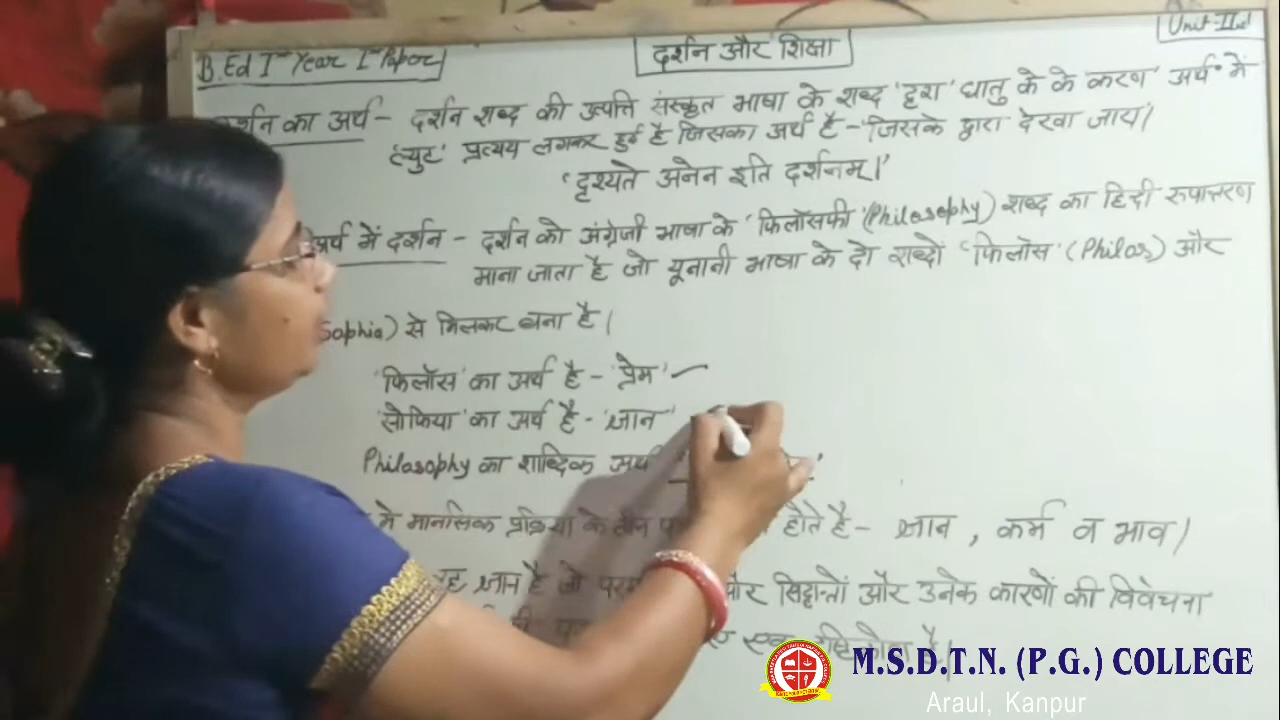 B.Ed Iˢᵗ Year Iˢᵗ Paper
दर्शन और शिक्षा
Unit-IInd
दर्शन का अर्थ - दर्शन शब्द की उत्पत्ति संस्कृत भाषा के शब्द 'दृश' धातु के के करण अर्थ में
'ल्युट' प्रत्यय लगकर हुई है जिसका अर्थ है - 'जिसके द्वारा देखा जाय।
'दृश्यते अनेन इति दर्शनम्।'
अर्थ में दर्शन - दर्शन को अंग्रेजी भाषा के 'फिलॉसफी' (Philosophy) शब्द का हिंदी रुपान्तरण
माना जाता है जो यूनानी भाषा के दो शब्दों 'फिलॉस' (Philos) और
Sophia) से मिलकर बना है।
'फिलॉस' का अर्थ है - 'प्रेम'
'सोफिया' का अर्थ है - 'ज्ञान'
Philosophy का शाब्दिक अर्थ
में मानसिक प्रक्रिया के तीन होते है - ज्ञान , कर्म व भाव।
ज्ञान है जो और सिद्दान्तों और उनके कारणों की विवेचना
M.S.D.T.N. (P.G.) COLLEGE
Araul, Kanpur